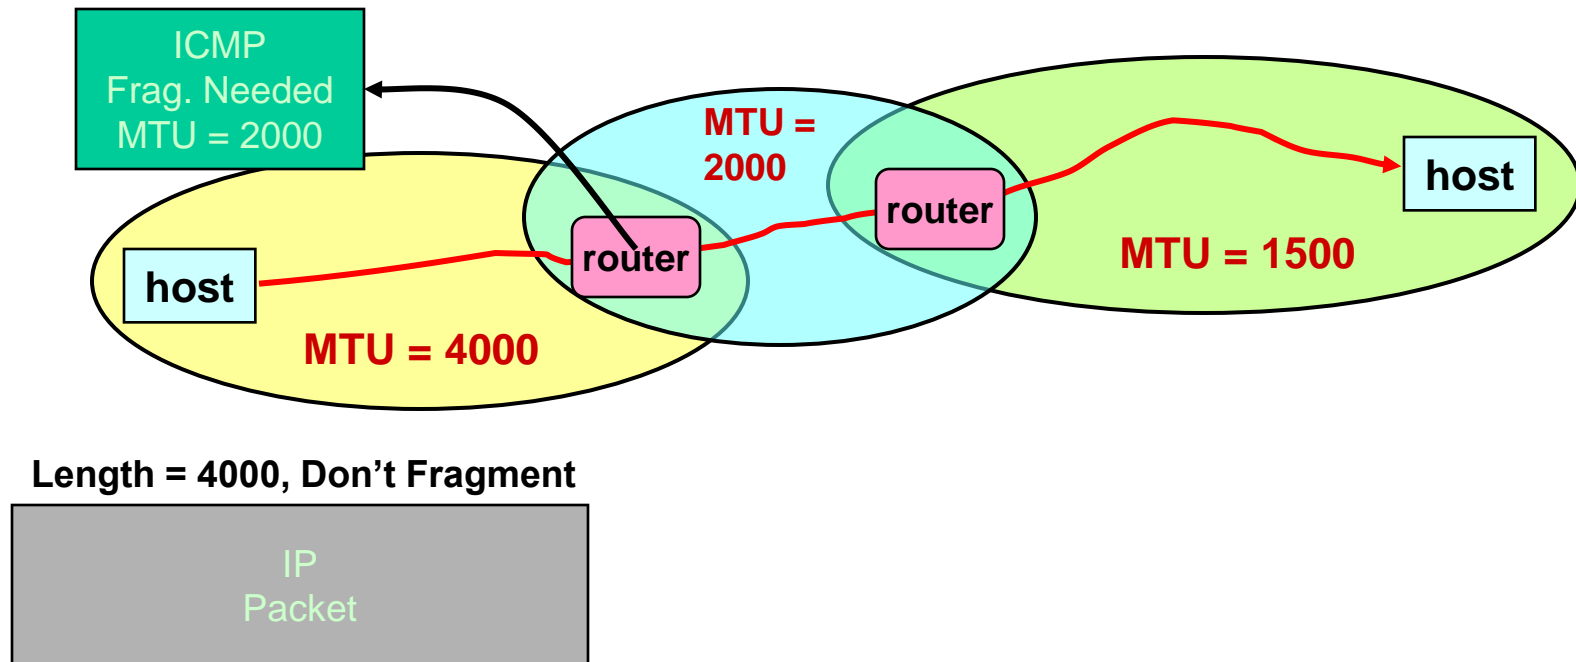 ICMP
Frag. Needed
MTU = 2000
MTU =
2000
host
router
router
host
MTU = 1500
MTU = 4000
Length = 4000, Don’t Fragment
IP
Packet